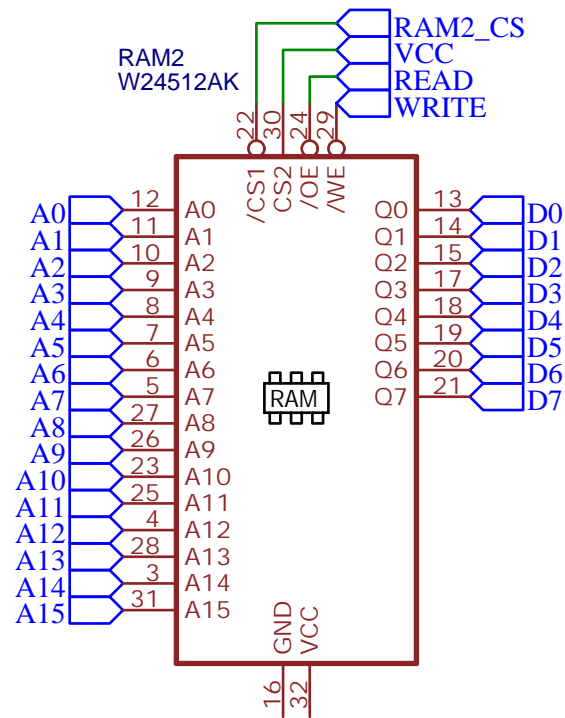 RAM2_CS
RAM2
VCC
W24512AK
READ
WRITE
22
30
24
29
/CS1
CS2
/OE
/WE
A0 12 A0 Q0 13 D0
A1 11 A1 Q1 14 D1
A2 10 A2 Q2 15 D2
A3 9 A3 Q3 17 D3
A4 8 A4 Q4 18 D4
A5 7 A5 Q5 19 D5
A6 6 A6 Q6 20 D6
A7 5 A7 RAM Q7 21 D7
A8 27 A8
A9 26 A9
A10 23 A10
A11 25 A11
A12 4 A12
A13 28 A13
A14 3 A14
A15 31 A15
GND
VCC
16
32